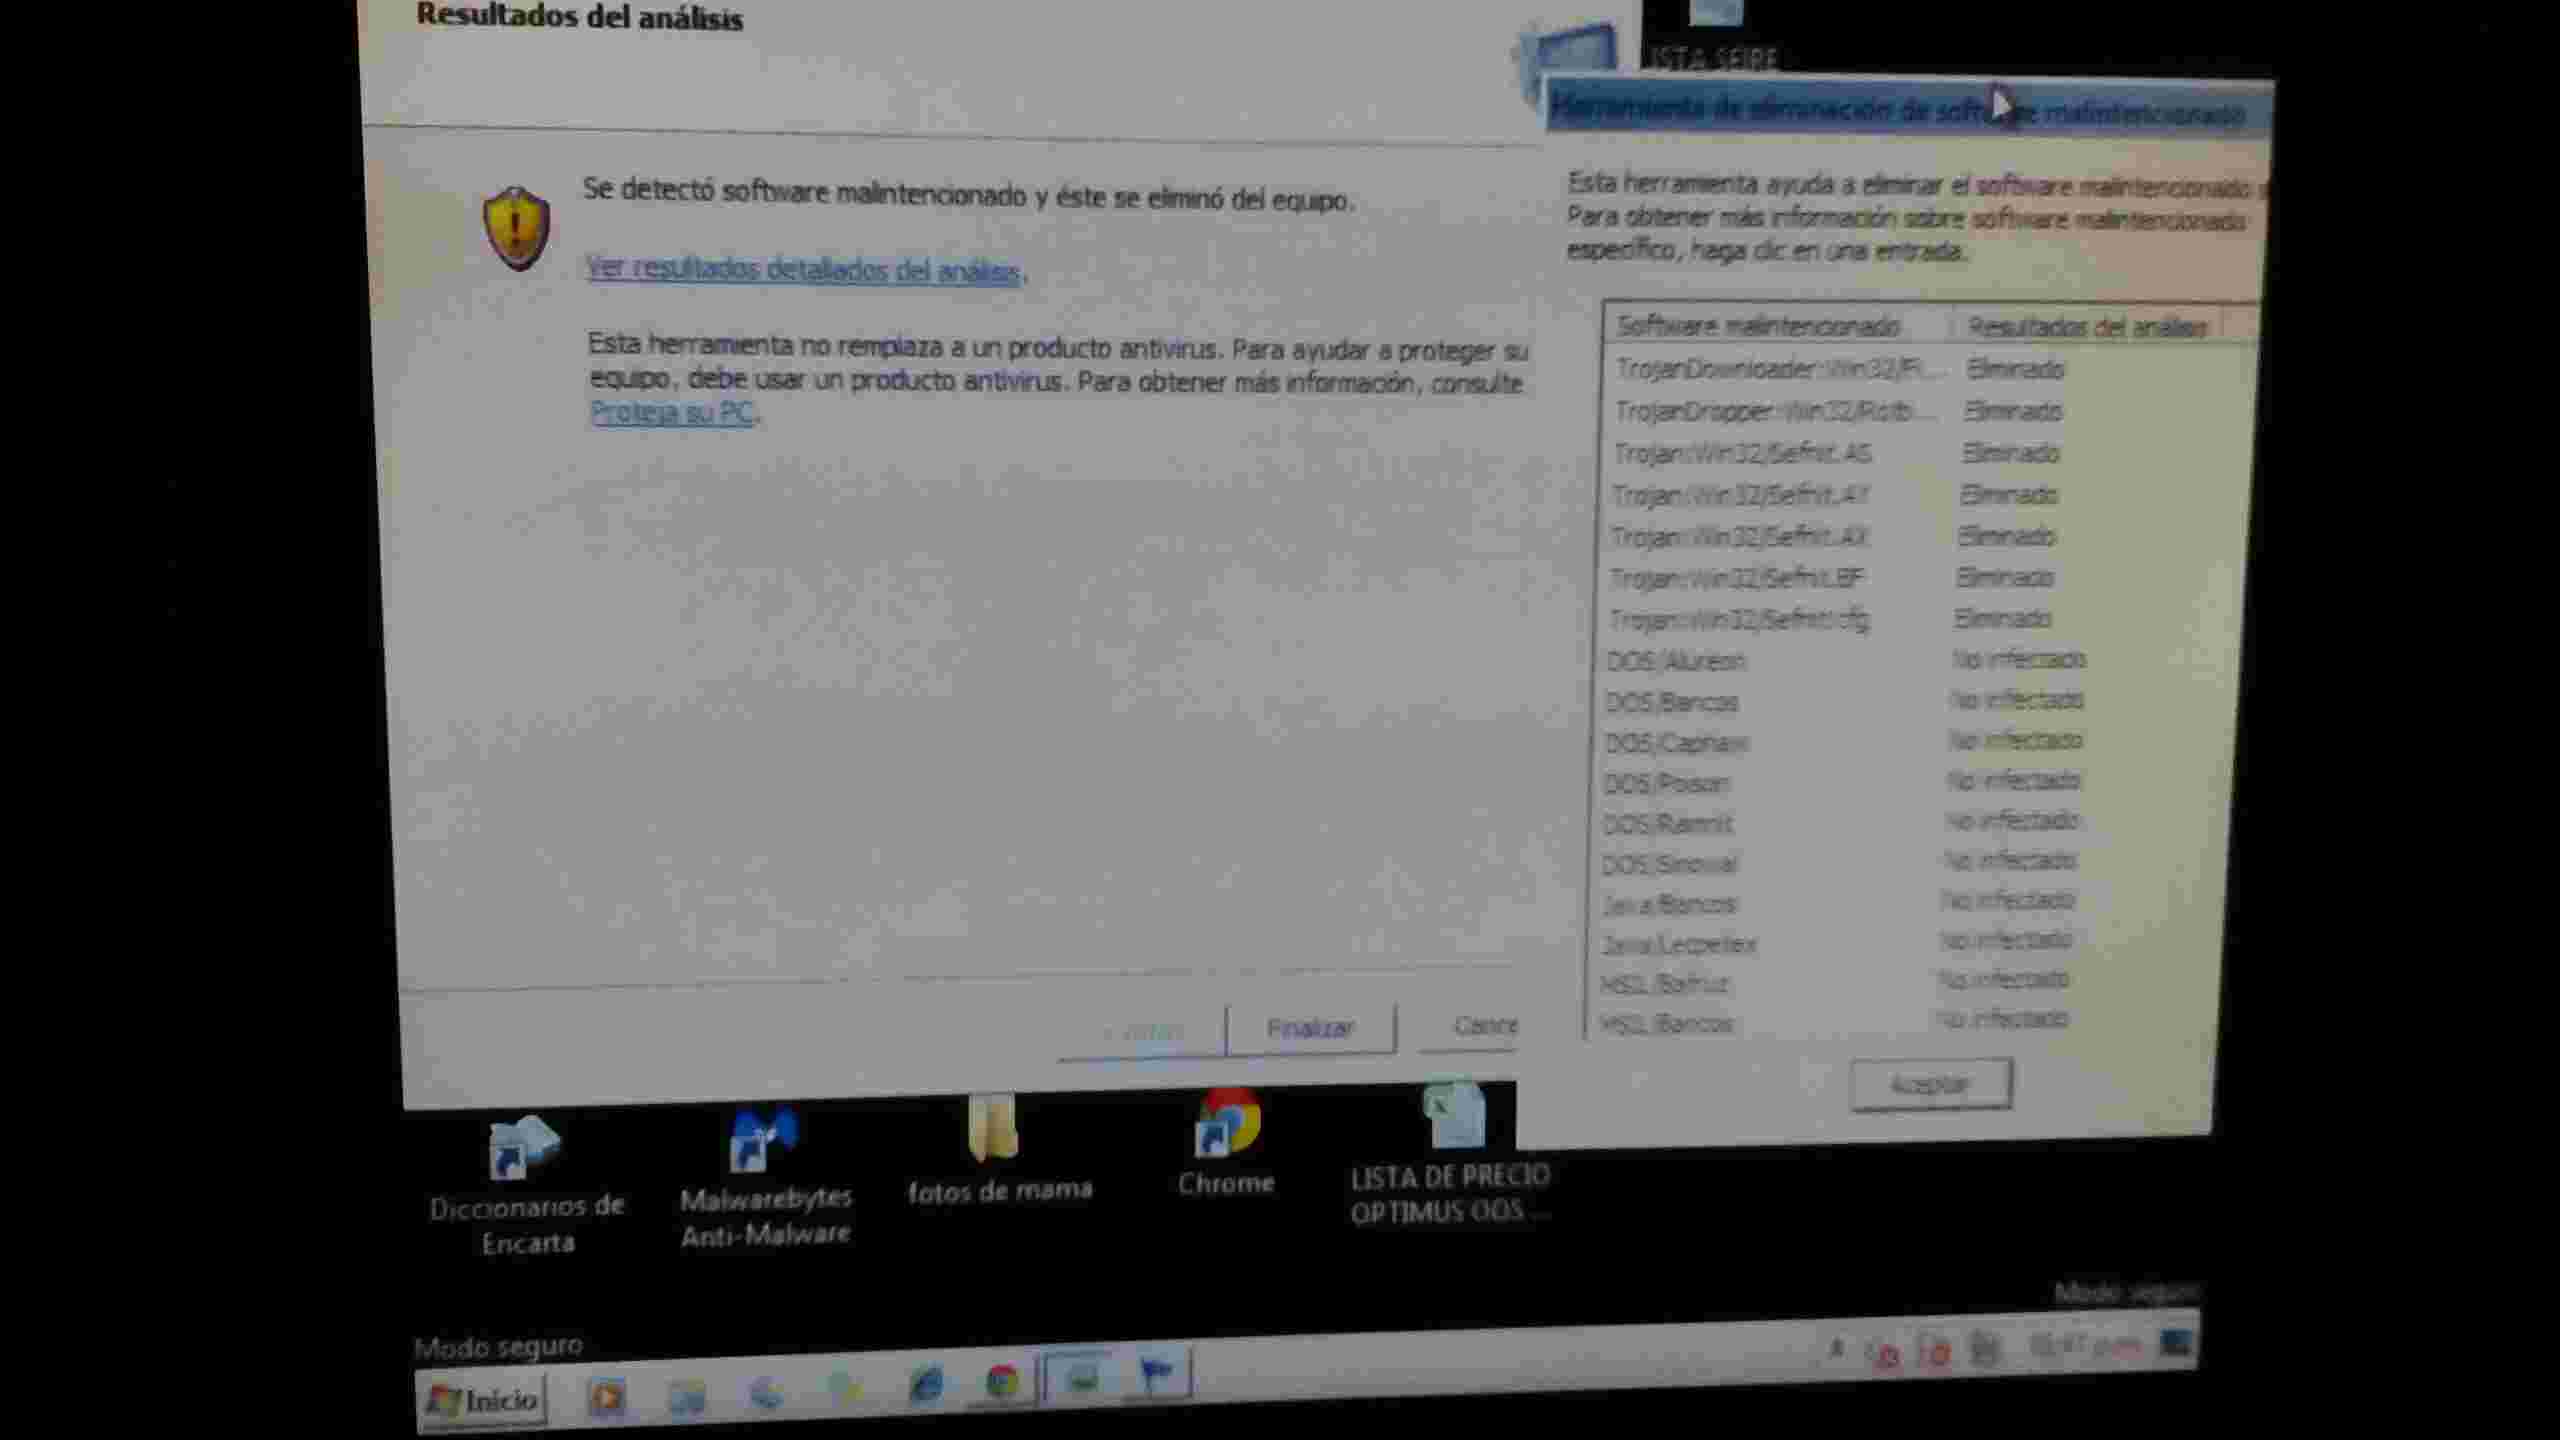 Resultados del análisis
Se detectó software malintencionado y éste se eliminó del equipo.
Ver resultados detallados del análisis.
Esta herramienta no remplaza a un producto antivirus. Para ayudar a proteger su
equipo, debe usar un producto antivirus. Para obtener más información, consulte
Proteja su PC.
Finalizar
Cance
Herramienta de eliminación de software malintencionado
Esta herramienta ayuda a eliminar el software malintencionado
Para obtener más información sobre software malintencionado
específico, haga clic en una entrada.
Software malintencionado Resultados del análisis
TrojanDownloader:Win32/ ... Eliminado
TrojanDropper:Win32/Rotb... Eliminado
Trojan:Win32/Sefnit.AS Eliminado
Trojan:Win32/Sefnit.AY Eliminado
Trojan:Win32/Sefnit.AX Eliminado
Trojan:Win32/Sefnit.BF Eliminado
Trojan:Win32/Sefnit!cfg Eliminado
DOS/Alureon No infectado
DOS/Bancos No infectado
DOS/Caphaw No infectado
DOS/Poison No infectado
DOS/Ramnit No infectado
DOS/Sinowal No infectado
Java/Bancos No infectado
Java/Lecpetex No infectado
MSIL/Bafruz No infectado
MSIL/Bancos No infectado
Aceptar
Diccionarios de
Encarta
Malwarebytes
Anti-Malware
fotos de mama
Chrome
LISTA DE PRECIO
OPTIMUS OOS ...
Modo seguro
Modo seguro
Inicio